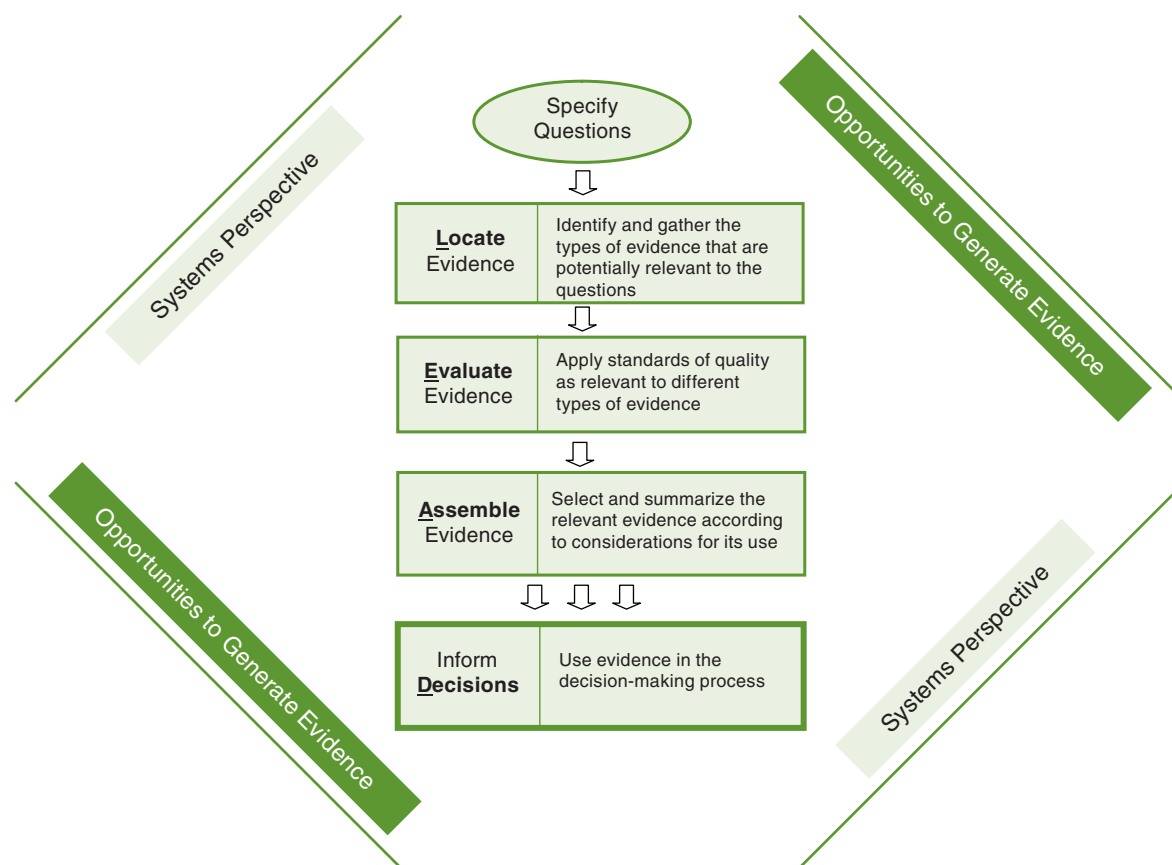 Specify
Questions
Systems Perspective
Opportunities to Generate Evidence
Locate
Evidence
Identify and gather the
types of evidence that are
potentially relevant to the
questions
Evaluate
Evidence
Apply standards of quality
as relevant to different
types of evidence
Assemble
Evidence
Select and summarize the
relevant evidence according
to considerations for its use
Opportunities to Generate Evidence
Systems Perspective
Inform
Decisions
Use evidence in the
decision-making process